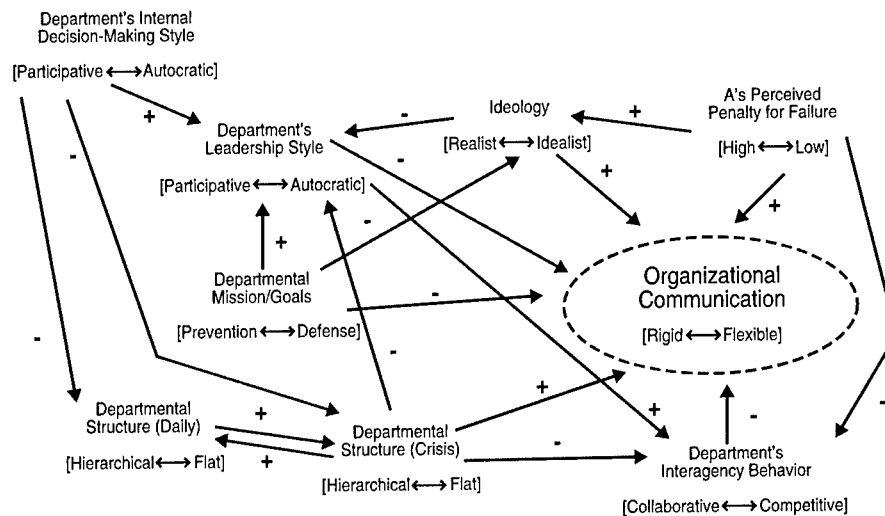 Department's Internal
Decision-Making Style
[Participative ⟷ Autocratic]
+
-
-
Department's
Leadership Style
[Participative ⟷ Autocratic]
-
Ideology
[Realist ⟷ Idealist]
+
A's Perceived
Penalty for Failure
[High ⟷ Low]
-
+
+
-
+
Departmental
Mission/Goals
[Prevention ⟷ Defense]
-
-
Organizational
Communication
[Rigid ⟷ Flexible]
-
+
+
-
-
Departmental
Structure (Daily)
[Hierarchical ⟷ Flat]
+
+
Departmental
Structure (Crisis)
[Hierarchical ⟷ Flat]
-
Department's
Interagency Behavior
[Collaborative ⟷ Competitive]